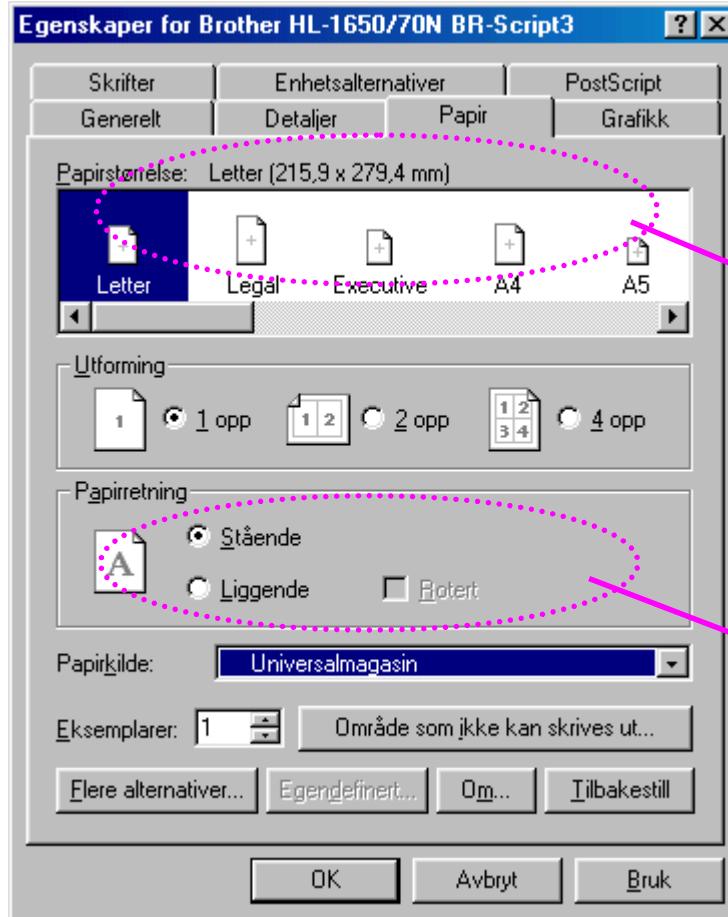 Egenskaper for Brother HL-1650/70N BR-Script3
Skrifter Enhetsalternativer PostScript
Generelt Detaljer Papir Grafikk
Papirstørrelse: Letter (215,9 x 279,4 mm)
Letter Legal Executive A4 A5
Utforming
1 1 opp 1 2 2 opp 1 2 3 4 4 opp
Papirretning
A Stående
Liggende Rotert
Papirkilde: Universalmagasin
Eksemplarer: 1 Område som ikke kan skrives ut...
Flere alternativer... Egendefinert... Om... Tilbakestill
OK Avbryt Bruk